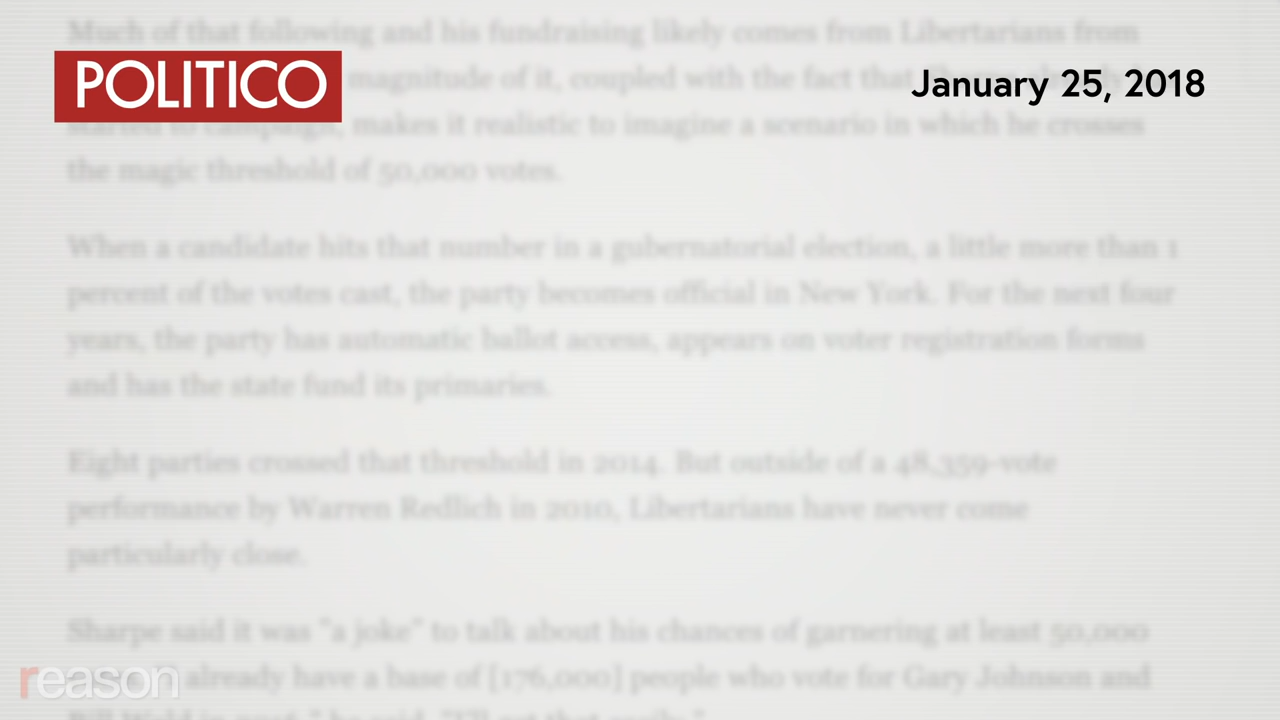 Much of that following and his fundraising likely comes from Libertarians from
POLITICO
magnitude of it, coupled with the fact that
January 25, 2018
started to campaign, makes it realistic to imagine a scenario in which he crosses
the magic threshold of 50,000 votes.
When a candidate hits that number in a gubernatorial election, a little more than 1
percent of the votes cast, the party becomes official in New York. For the next four
years, the party has automatic ballot access, appears on voter registration forms
and has the state fund its primaries.
Eight parties crossed that threshold in 2014. But outside of a 48,359-vote
performance by Warren Redlich in 2010, Libertarians have never come
particularly close.
Sharpe said it was "a joke" to talk about his chances of garnering at least 50,000
already have a base of [176,000] people who vote for Gary Johnson and
reason